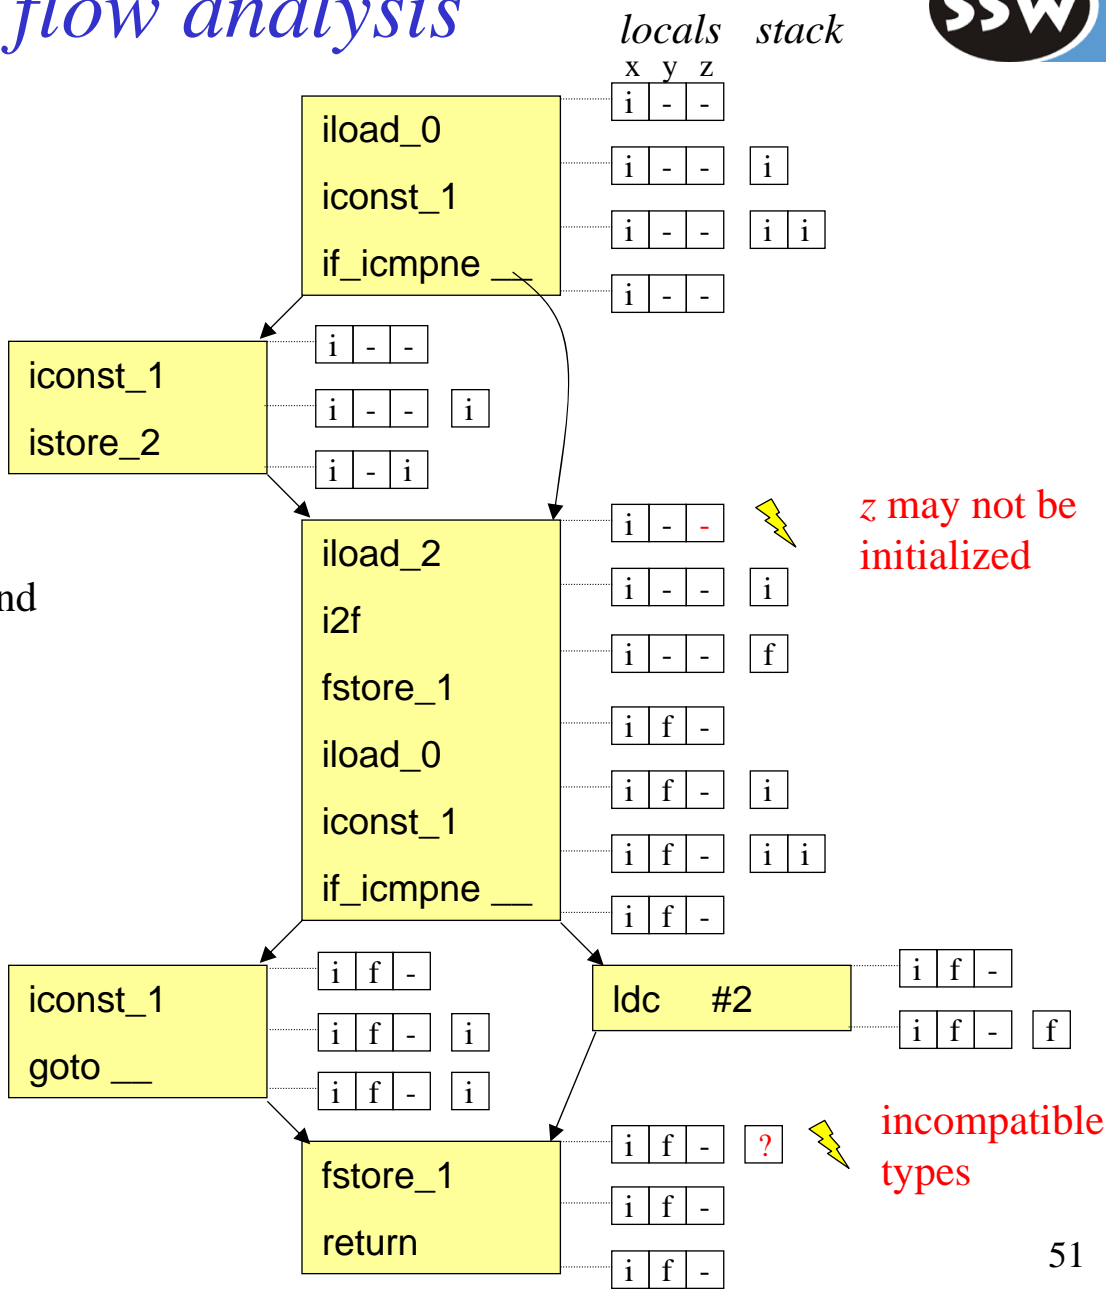 flow analysis
SSW
locals stack
x y z
i - -
iload_0
i - - i
iconst_1
i - - i i
if_icmpne __
i - -
i - -
iconst_1
i - - i
istore_2
i - i
i - -
z may not be
initialized
iload_2
i - - i
nd
i2f
i - - f
fstore_1
i f -
iload_0
i f - i
iconst_1
i f - i i
if_icmpne __
i f -
i f -
iconst_1
i f - i
goto __
i f - i
i f -
ldc #2
i f - f
i f - ?
incompatible
types
fstore_1
i f -
return
i f -
51